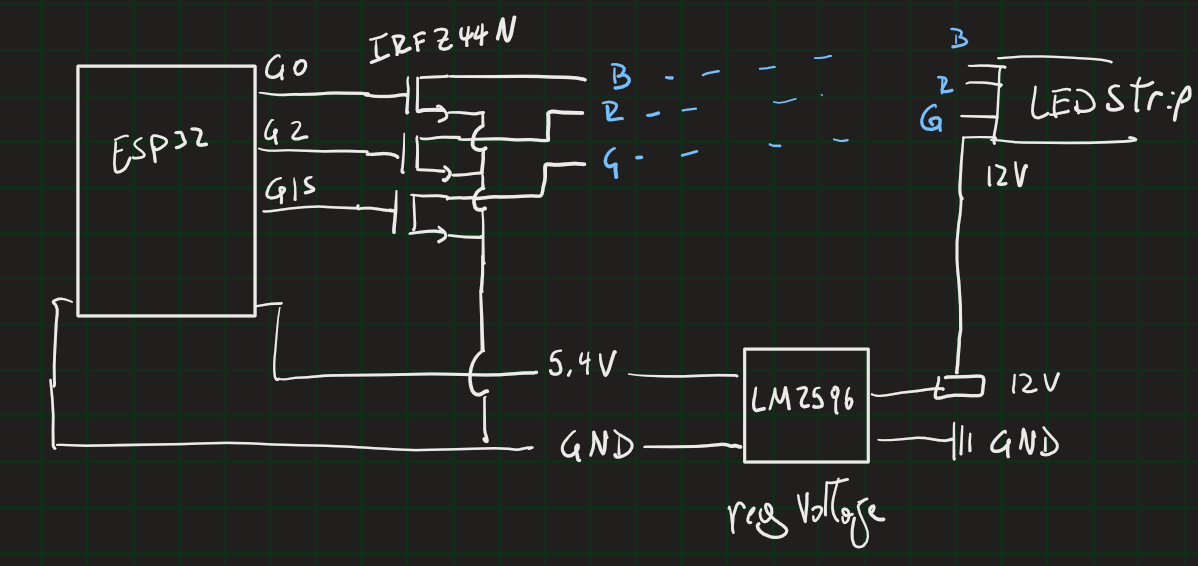 IRFZ44N
G0
B
B
ESP32
G2
R
R
LED Strip
G
G
G15
12V
5,4V
LM2596
12V
GND
GND
reg Voltage